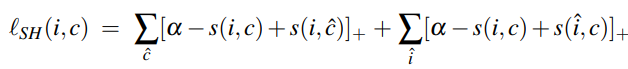 ℓ_SH(i, c) = ∑_ĉ [α − s(i, c) + s(i, ĉ)]_+ + ∑_î [α − s(i, c) + s(î, c)]_+